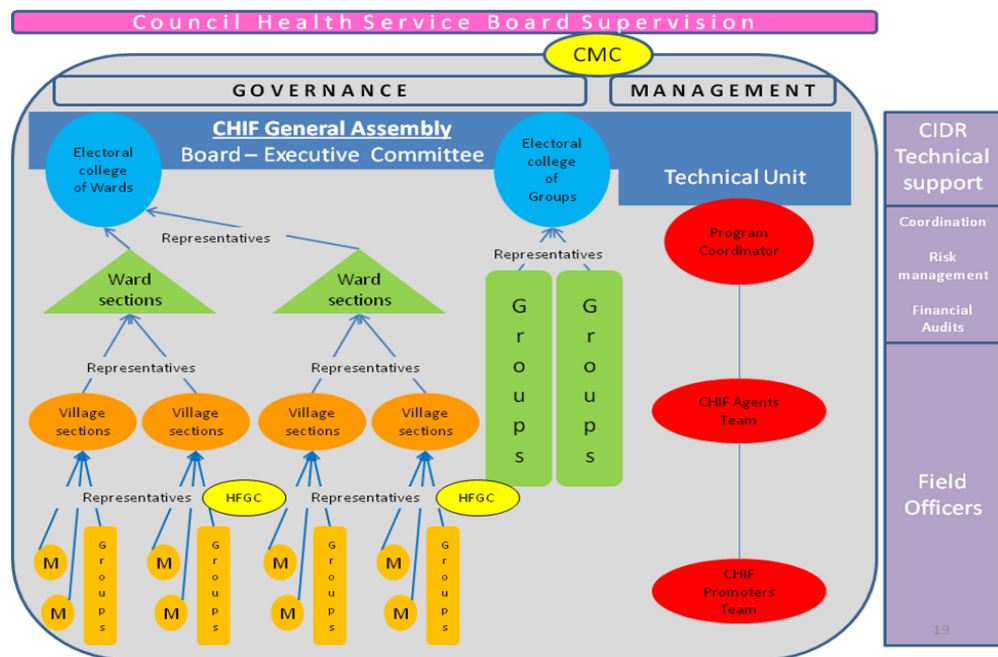 Council Health Service Board Supervision
CMC
GOVERNANCE
MANAGEMENT
CHIF General Assembly
Board – Executive Committee
Electoral
college
of Wards
Electoral
college
of
Groups
Technical Unit
CIDR
Technical
support
Coordination
Risk
management
Financial
Audits
Field
Officers
Representatives
Representatives
Program
Coordinator
Ward
sections
Ward
sections
Groups
Groups
Representatives
Representatives
CHIF Agents
Team
Village
sections
Village
sections
Village
sections
Village
sections
Representatives
HFGC
Representatives
HFGC
M
M
Groups
M
M
Groups
M
M
Groups
M
M
Groups
CHIF
Promoters
Team
19